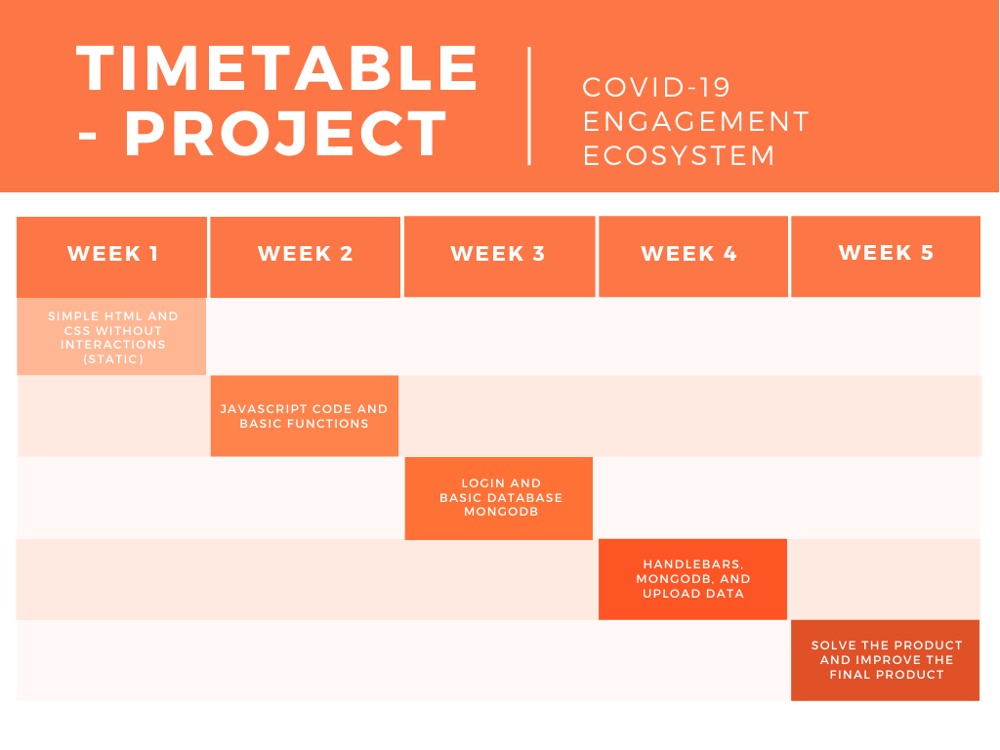 TIMETABLE
- PROJECT
COVID-19
ENGAGEMENT
ECOSYSTEM
WEEK 1
WEEK 2
WEEK 3
WEEK 4
WEEK 5
SIMPLE HTML AND
CSS WITHOUT
INTERACTIONS
(STATIC)
JAVASCRIPT CODE AND
BASIC FUNCTIONS
LOGIN AND
BASIC DATABASE
MONGODB
HANDLEBARS,
MONGODB, AND
UPLOAD DATA
SOLVE THE PRODUCT
AND IMPROVE THE
FINAL PRODUCT